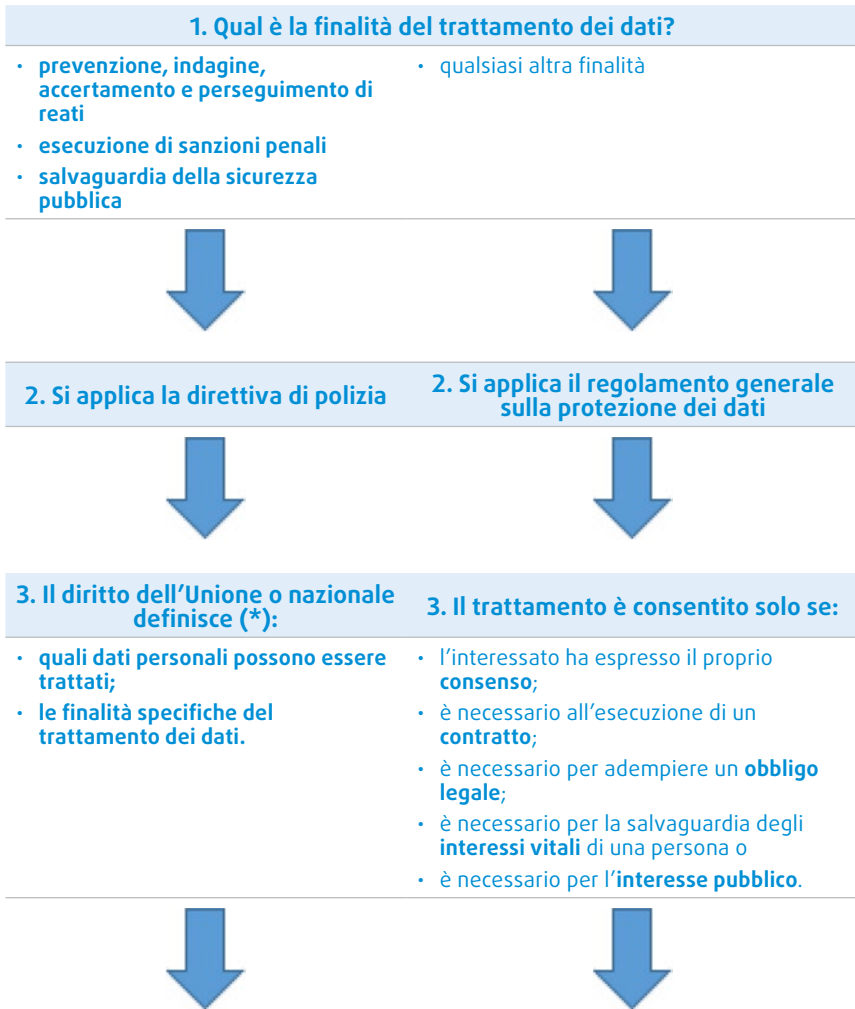 1. Qual è la finalità del trattamento dei dati?
• prevenzione, indagine,
accertamento e perseguimento di
reati
• esecuzione di sanzioni penali
• salvaguardia della sicurezza
pubblica
• qualsiasi altra finalità
2. Si applica la direttiva di polizia
2. Si applica il regolamento generale
sulla protezione dei dati
3. Il diritto dell'Unione o nazionale
definisce (*):
• quali dati personali possono essere
trattati;
• le finalità specifiche del
trattamento dei dati.
3. Il trattamento è consentito solo se:
• l'interessato ha espresso il proprio
consenso;
• è necessario all'esecuzione di un
contratto;
• è necessario per adempiere un obbligo
legale;
• è necessario per la salvaguardia degli
interessi vitali di una persona o
• è necessario per l'interesse pubblico.